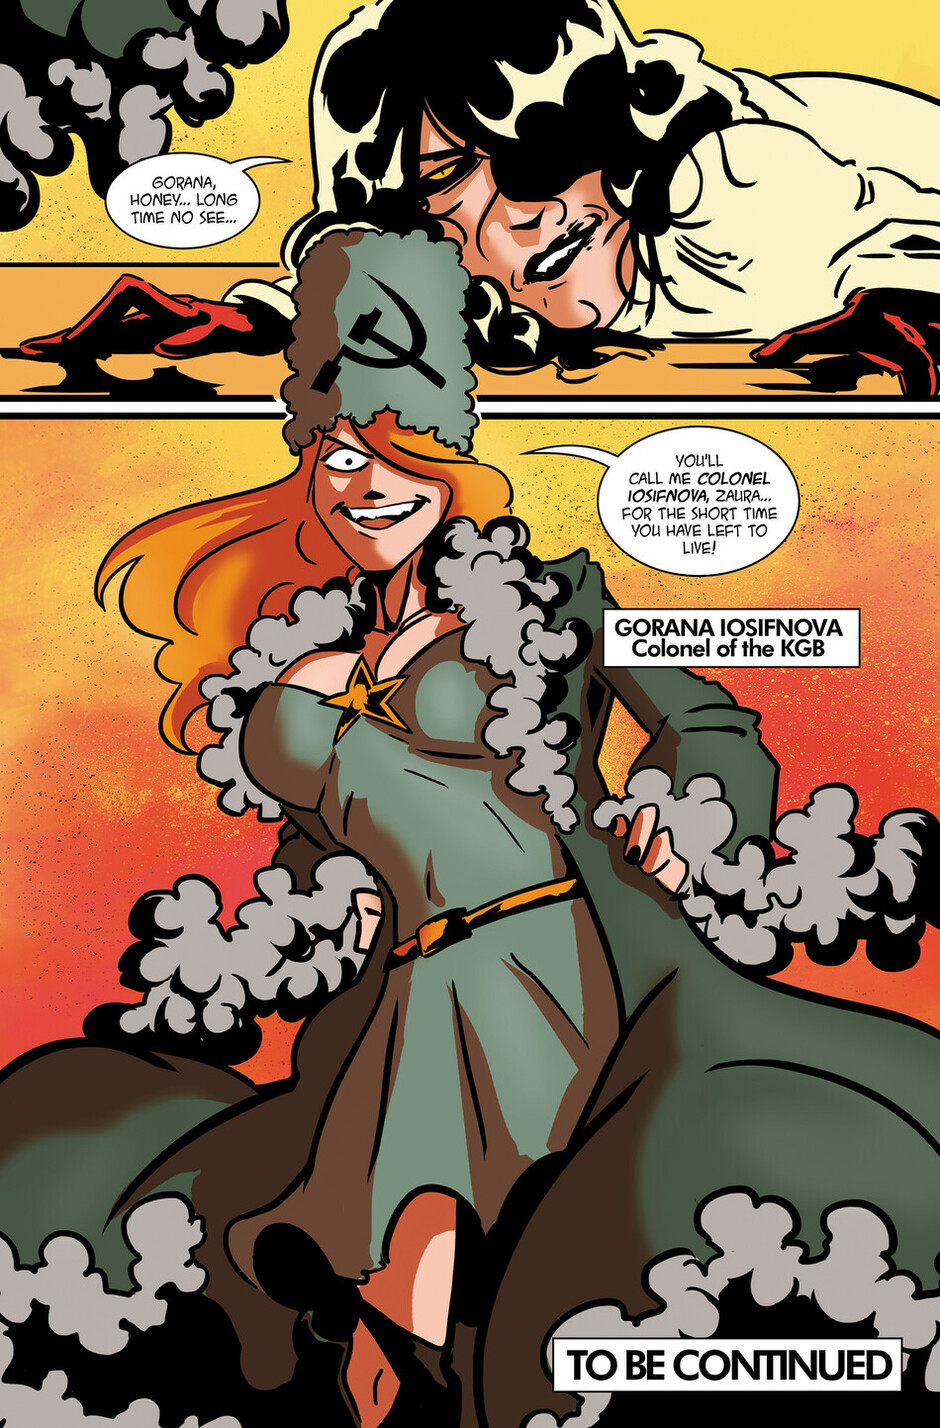 GORANA,
HONEY... LONG
TIME NO SEE...
YOU'LL
CALL ME COLONEL
IOSIFNOVA, ZAURA...
FOR THE SHORT TIME
YOU HAVE LEFT TO
LIVE!
GORANA IOSIFNOVA
Colonel of the KGB
TO BE CONTINUED